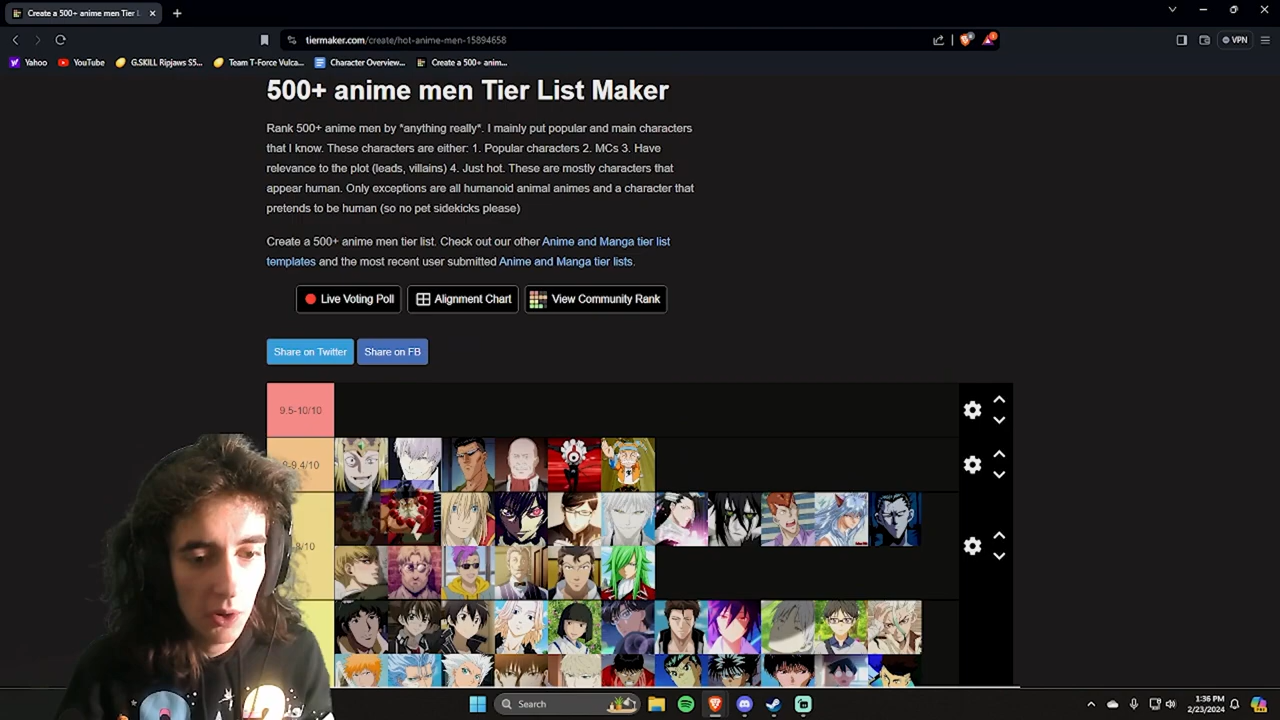 Create a 500+ anime men Tier L
tiermaker.com/create/hot-anime-men-15894658
VPN
Yahoo
YouTube
G.SKILL Ripjaws S5...
Team T-Force Vulca...
Character Overview...
Create a 500+ anim...
500+ anime men Tier List Maker
Rank 500+ anime men by *anything really*. I mainly put popular and main characters
that I know. These characters are either: 1. Popular characters 2. MCs 3. Have
relevance to the plot (leads, villains) 4. Just hot. These are mostly characters that
appear human. Only exceptions are all humanoid animal animes and a character that
pretends to be human (so no pet sidekicks please)
Create a 500+ anime men tier list. Check out our other Anime and Manga tier list
templates and the most recent user submitted Anime and Manga tier lists.
Live Voting Poll
Alignment Chart
View Community Rank
Share on Twitter
Share on FB
9.5-10/10
-9 4/10
/10
Search
1:36 PM
2/23/2024